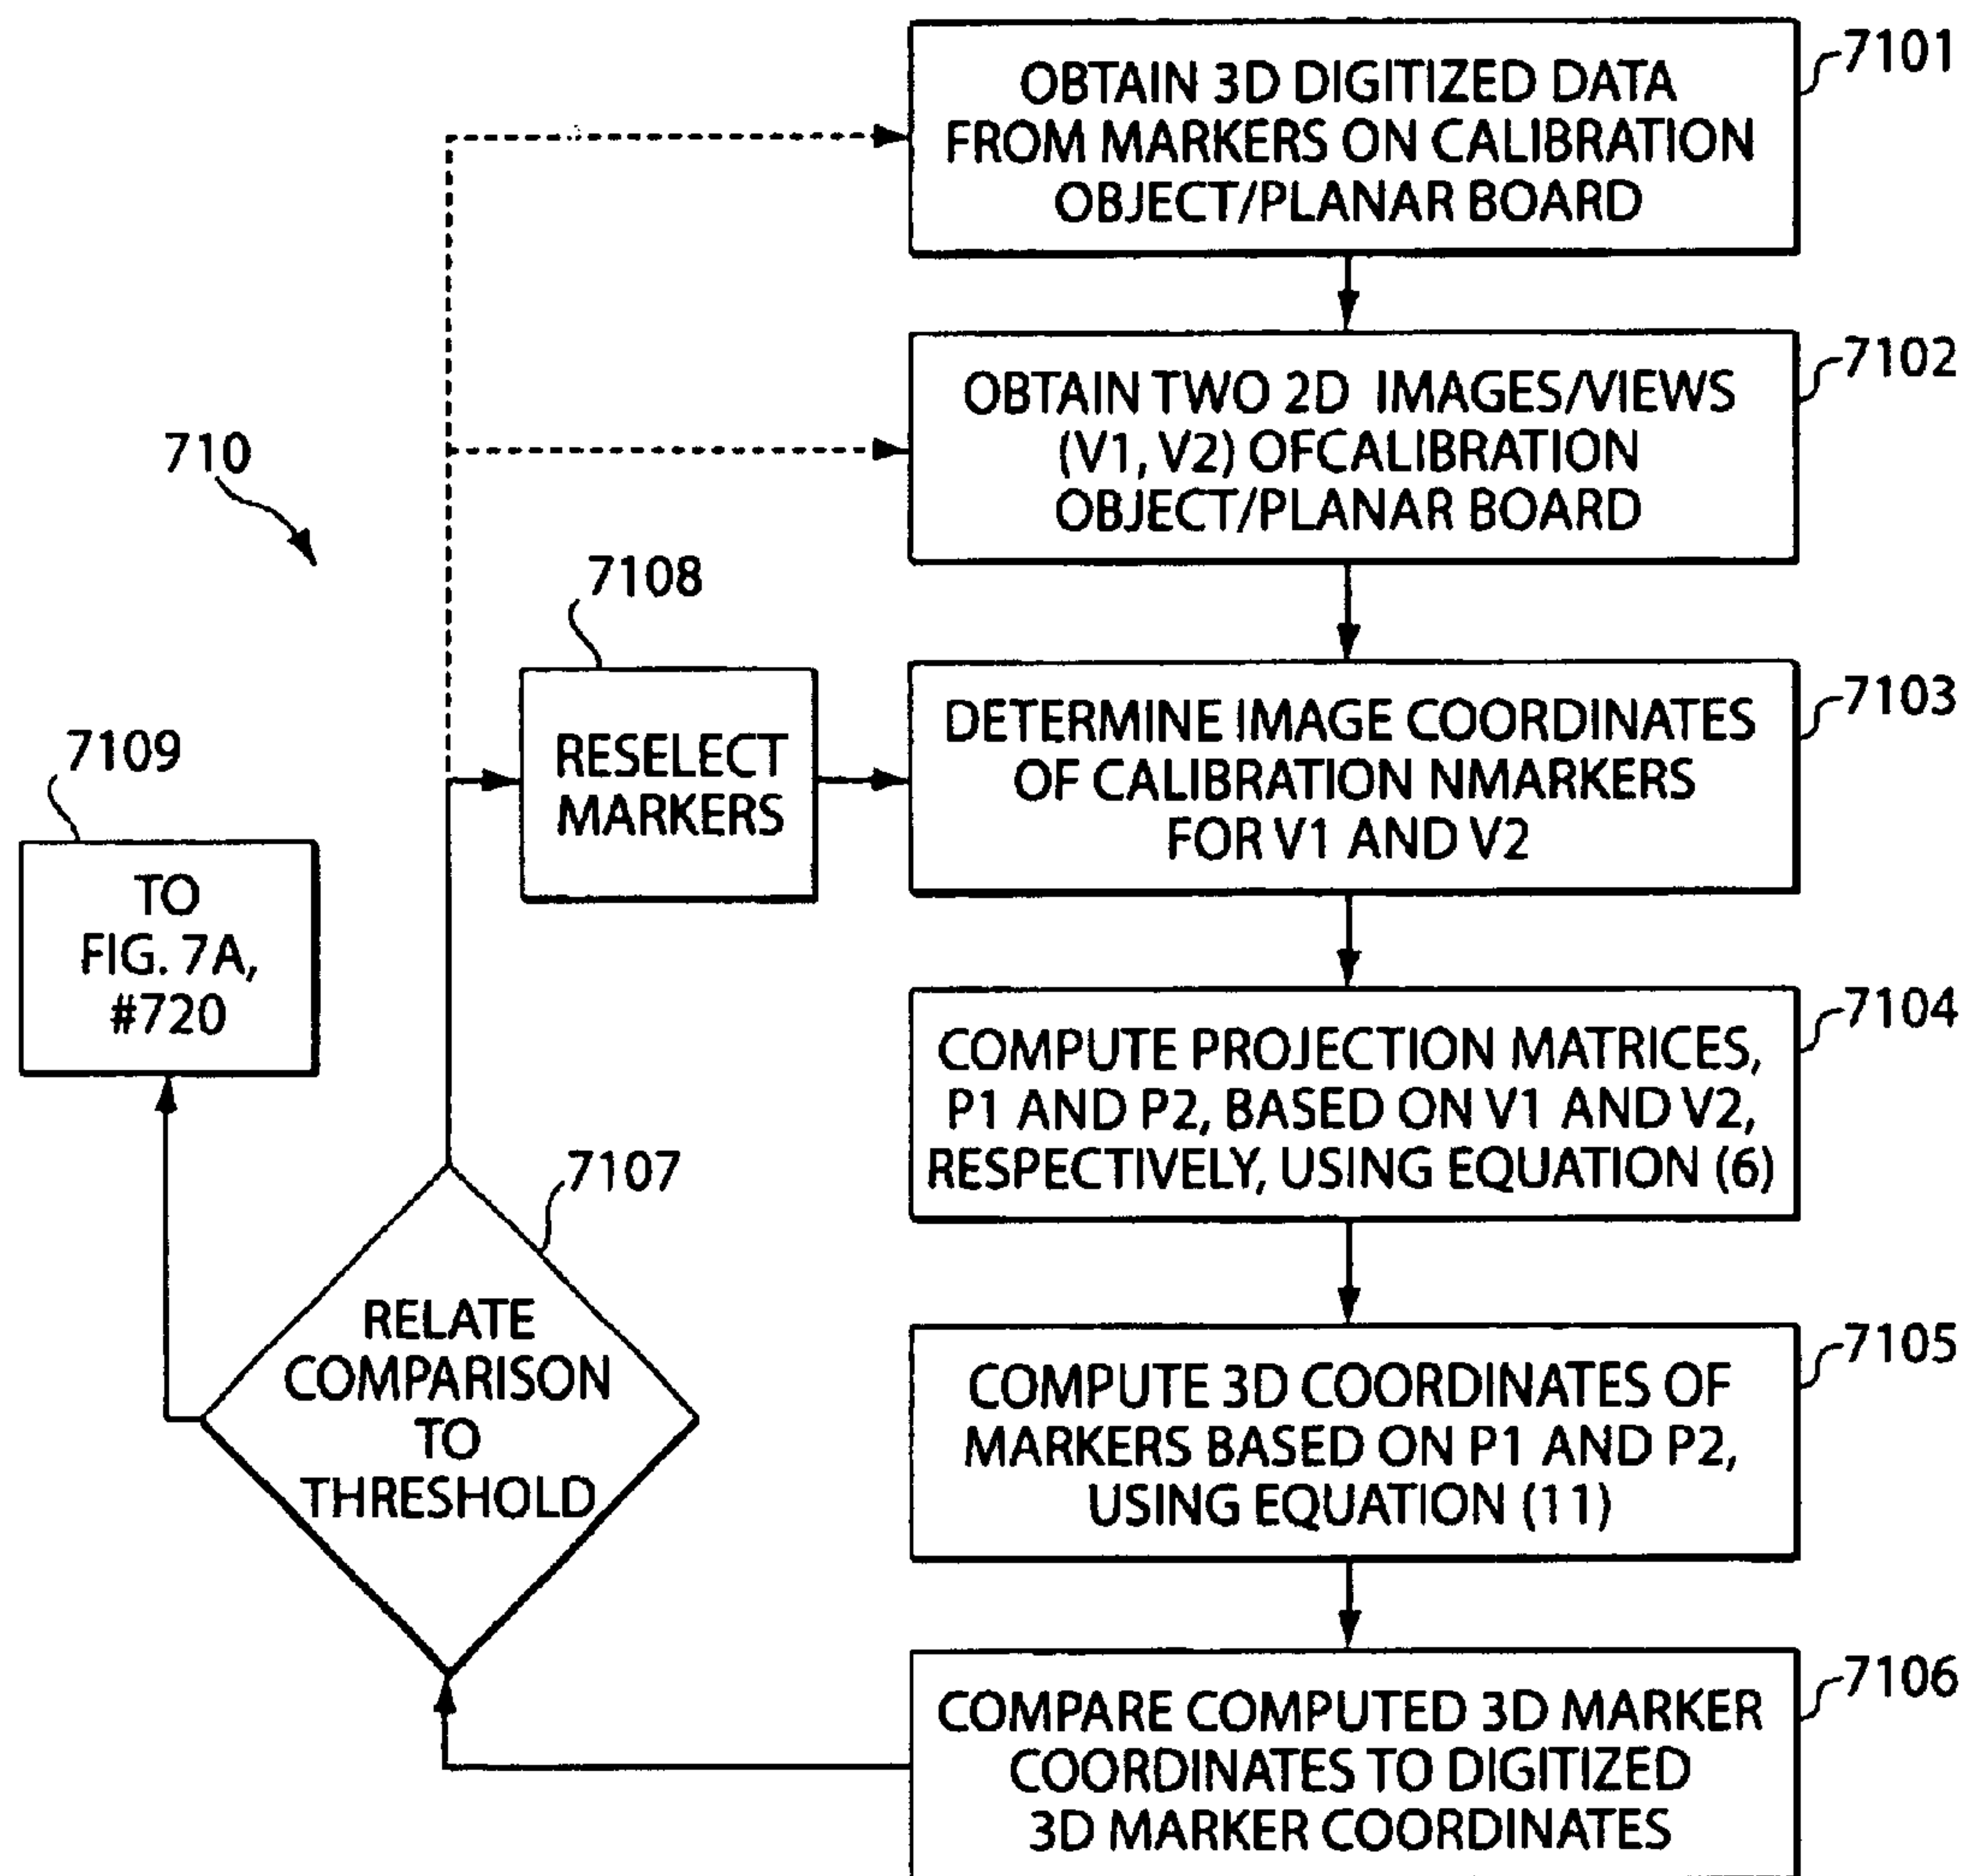 7101
OBTAIN 3D DIGITIZED DATA
FROM MARKERS ON CALIBRATION
OBJECT/PLANAR BOARD
7102
OBTAIN TWO 2D IMAGES/VIEWS
(V1, V2) OFCALIBRATION
OBJECT/PLANAR BOARD
710
7108
RESELECT
MARKERS
7103
DETERMINE IMAGE COORDINATES
OF CALIBRATION NMARKERS
FOR V1 AND V2
7109
TO
FIG. 7A,
#720
7104
COMPUTE PROJECTION MATRICES,
P1 AND P2, BASED ON V1 AND V2,
RESPECTIVELY, USING EQUATION (6)
7107
RELATE
COMPARISON
TO
THRESHOLD
7105
COMPUTE 3D COORDINATES OF
MARKERS BASED ON P1 AND P2,
USING EQUATION (11)
7106
COMPARE COMPUTED 3D MARKER
COORDINATES TO DIGITIZED
3D MARKER COORDINATES